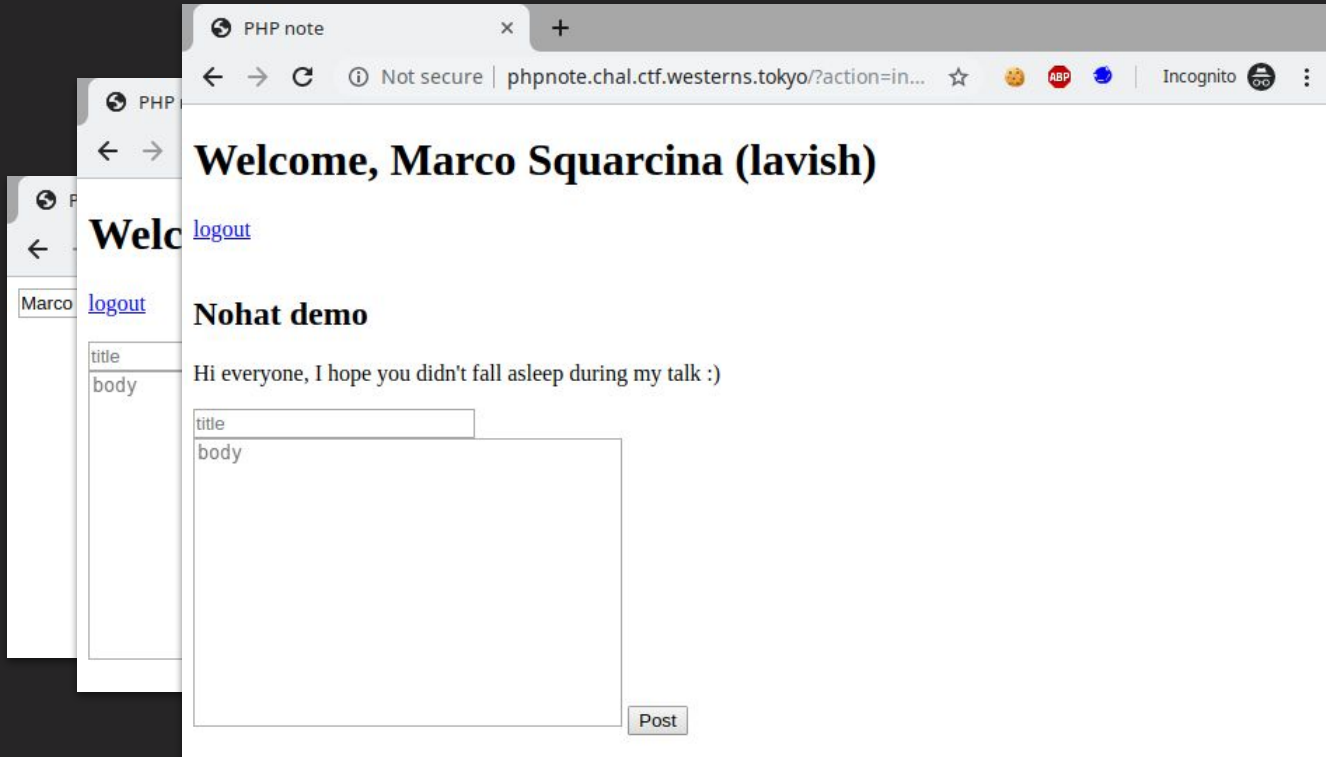 PHP note
Not secure | phpnote.chal.ctf.westerns.tokyo/?action=in...
ABP
Incognito
Welcome, Marco Squarcina (lavish)
logout
Nohat demo
Hi everyone, I hope you didn't fall asleep during my talk :)
title
body
Post
PHP
Welc
logout
title
body
Marco